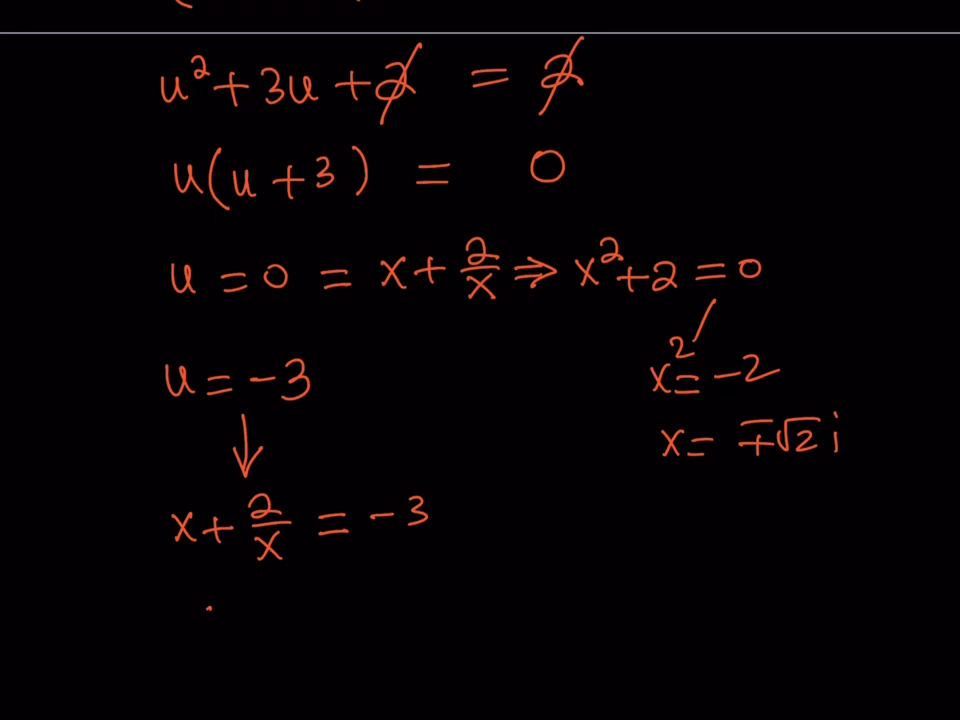 u² + 3u + 2 = 2
u(u + 3) = 0
u = 0 = x + 2/x ⇒ x² + 2 = 0
u = -3
x² = -2
↓
x = ∓√2 i
x + 2/x = -3